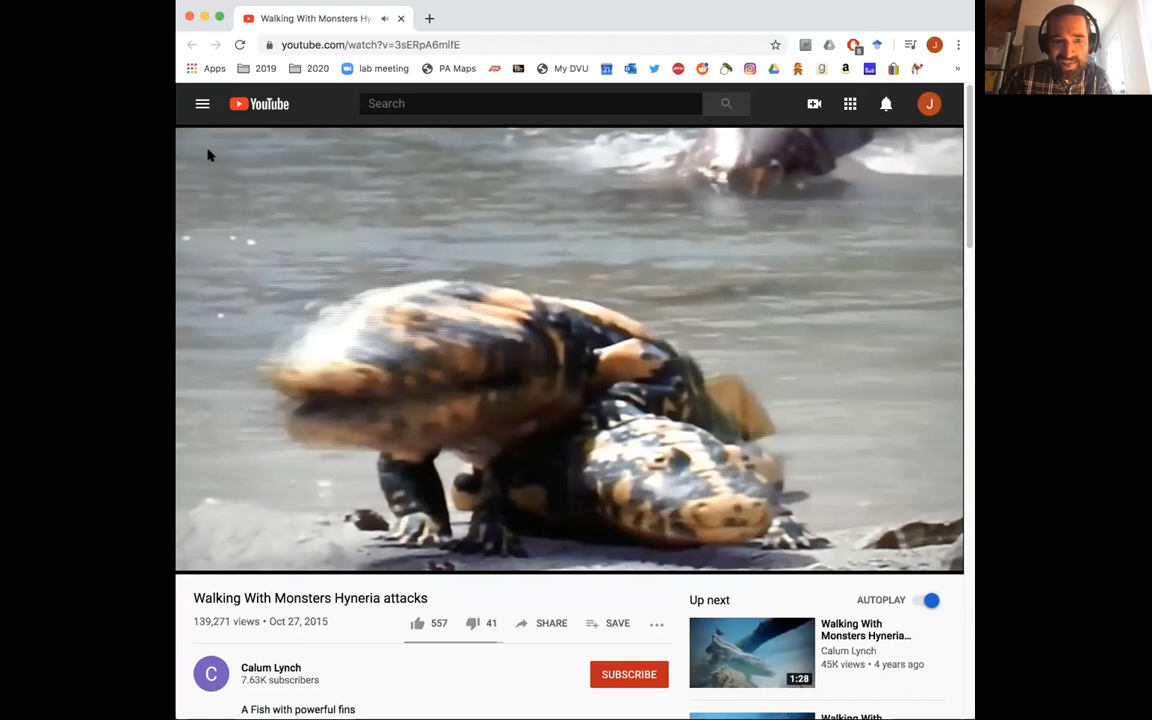 Walking With Monsters Hy
youtube.com/watch?v=3sERpA6mlfE
6
J
Apps
2019
2020
lab meeting
PA Maps
My DVU
»
YouTube
Search
J
Walking With Monsters Hyneria attacks
139,271 views • Oct 27, 2015
557
41
SHARE
SAVE
C
Calum Lynch
7.63K subscribers
SUBSCRIBE
A Fish with powerful fins
Up next
AUTOPLAY
Walking With
Monsters Hyneria...
Calum Lynch
45K views • 4 years ago
1:28
Walking With